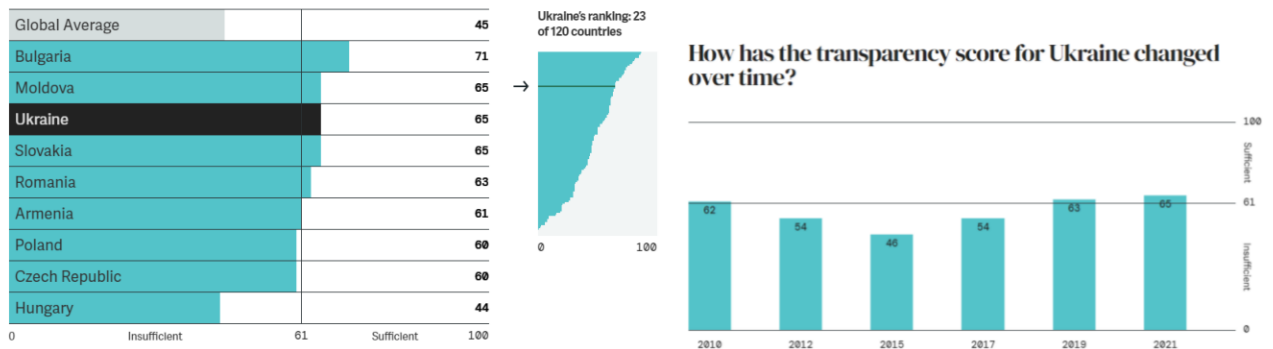 Global Average 45
Bulgaria 71
Moldova 65
Ukraine 65
Slovakia 65
Romania 63
Armenia 61
Poland 60
Czech Republic 60
Hungary 44
0 Insufficient 61 Sufficient 100
Ukraine's ranking: 23
of 120 countries
→
0 100
How has the transparency score for Ukraine changed
over time?
100
Sufficient
61
Insufficient
0
62 54 46 54 63 65
2010 2012 2015 2017 2019 2021